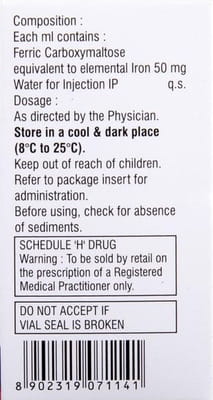 Composition :
Each ml contains :
Ferric Carboxymaltose
equivalent to elemental Iron 50 mg
Water for Injection IP q.s.
Dosage :
As directed by the Physician.
Store in a cool & dark place
(8°C to 25°C).
Keep out of reach of children.
Refer to package insert for
administration.
Before using, check for absence
of sediments.
SCHEDULE 'H' DRUG
Warning : To be sold by retail on
the prescription of a Registered
Medical Practitioner only.
DO NOT ACCEPT IF
VIAL SEAL IS BROKEN
8 902319 071141